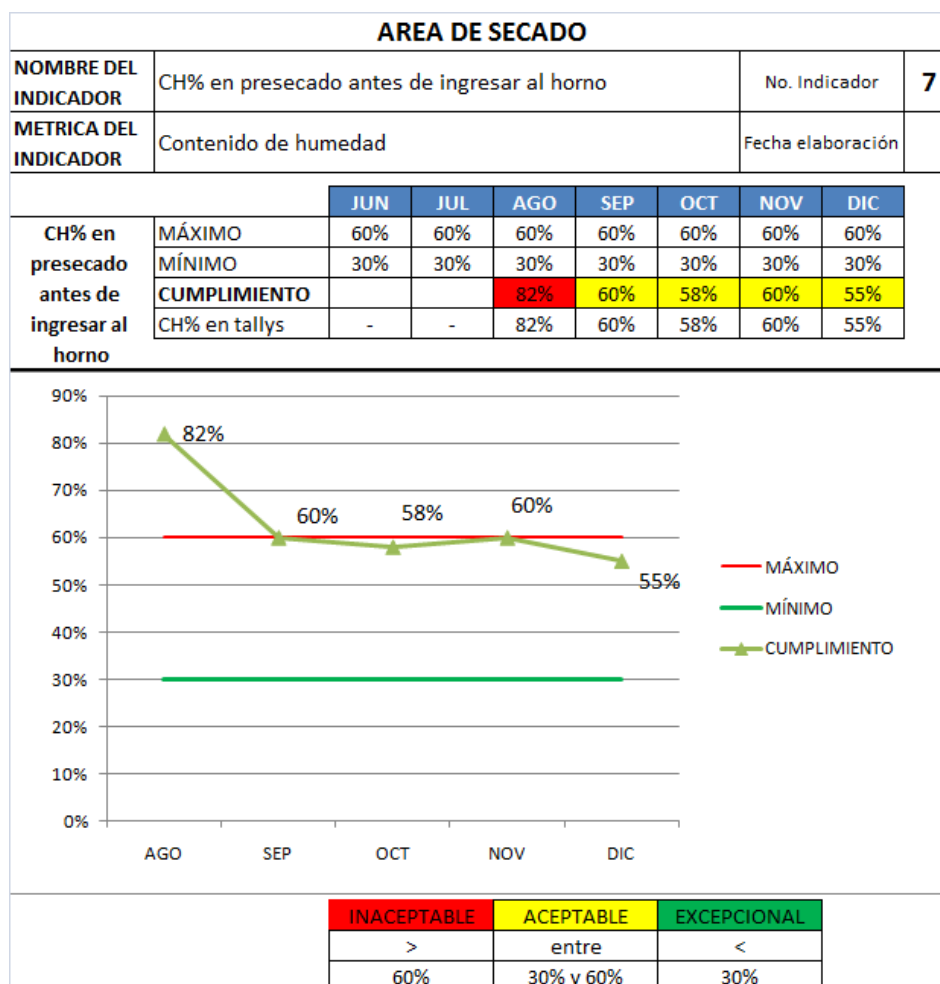 AREA DE SECADO
NOMBRE DEL INDICADOR CH% en presecado antes de ingresar al horno No. Indicador 7
METRICA DEL INDICADOR Contenido de humedad Fecha elaboración
JUN JUL AGO SEP OCT NOV DIC
CH% en presecado antes de ingresar al horno
MÁXIMO 60% 60% 60% 60% 60% 60% 60%
MÍNIMO 30% 30% 30% 30% 30% 30% 30%
CUMPLIMIENTO 82% 60% 58% 60% 55%
CH% en tallys - - 82% 60% 58% 60% 55%
90%
80%
70%
60%
50%
40%
30%
20%
10%
0%
82%
60%
58%
60%
55%
AGO SEP OCT NOV DIC
MÁXIMO
MÍNIMO
CUMPLIMIENTO
INACEPTABLE ACEPTABLE EXCEPCIONAL
> entre <
60% 30% y 60% 30%